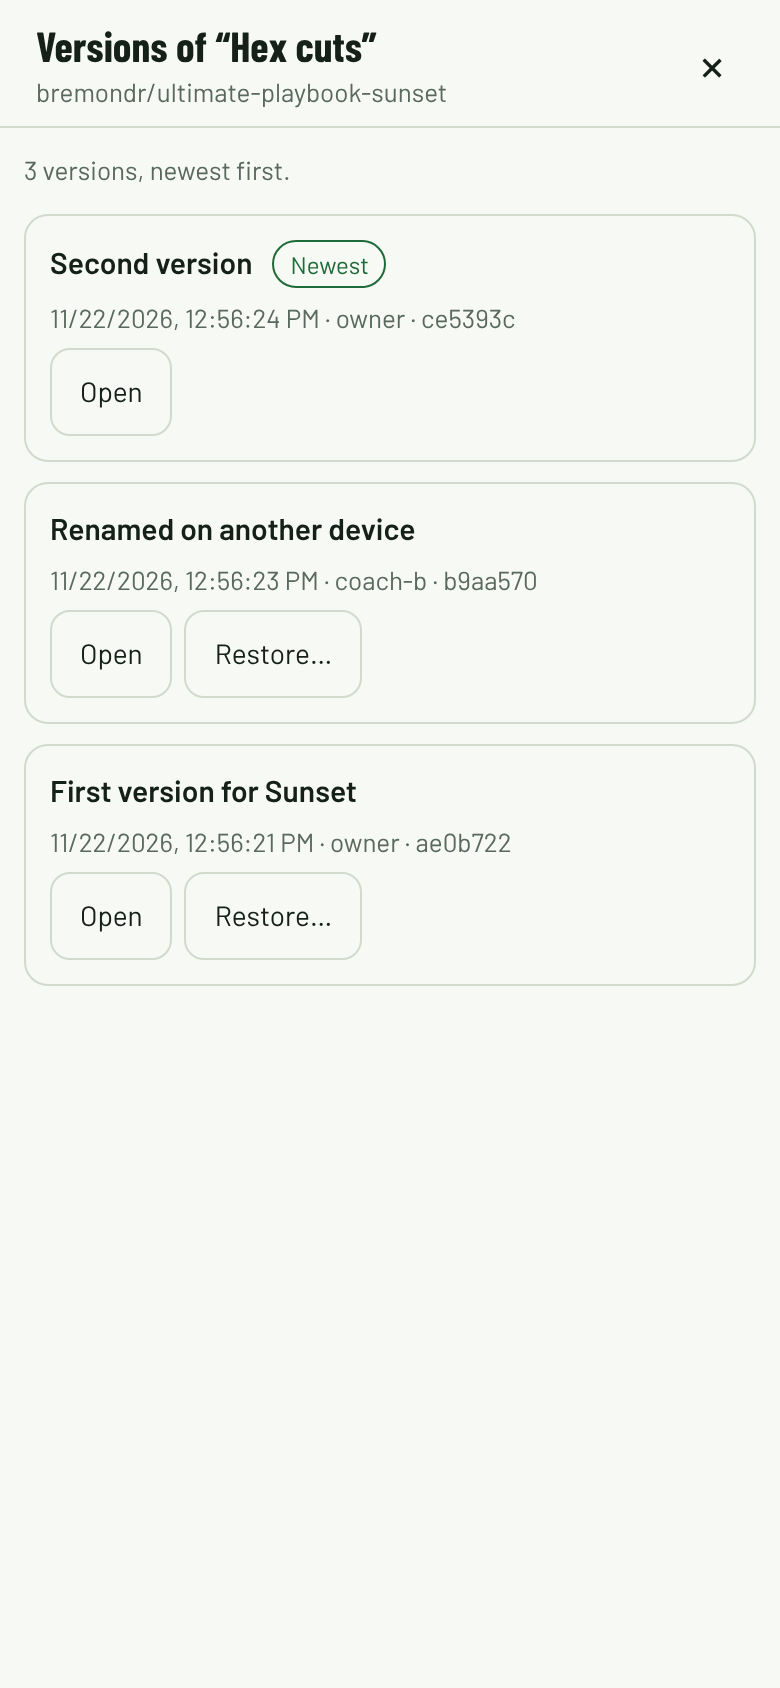 Versions of “Hex cuts”
bremondr/ultimate-playbook-sunset
×
3 versions, newest first.
Second version Newest
11/22/2026, 12:56:24 PM · owner · ce5393c
Open
Renamed on another device
11/22/2026, 12:56:23 PM · coach-b · b9aa570
Open Restore…
First version for Sunset
11/22/2026, 12:56:21 PM · owner · ae0b722
Open Restore…